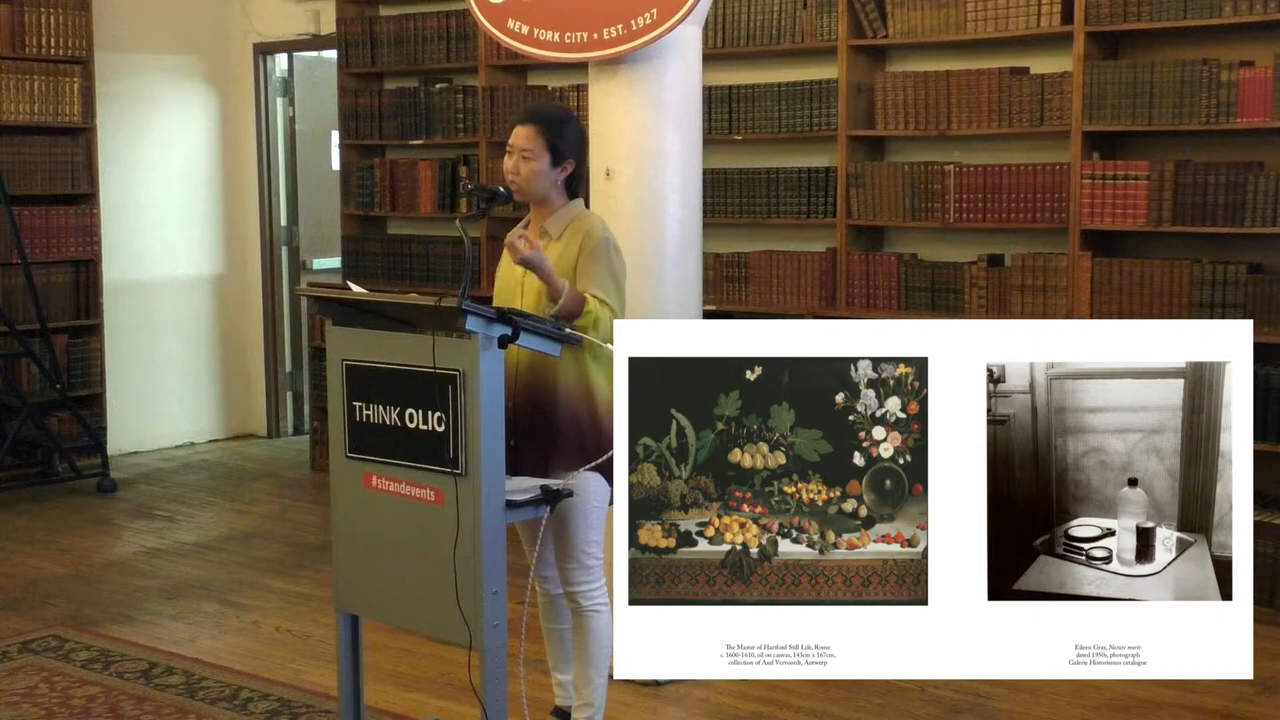 NEW YORK CITY ★ EST. 1927
THINK OLIO
#strandevents
The Master of Hartford Still Life, Rome
c. 1600-1610, oil on canvas, 143cm x 167cm,
collection of Axel Vervoordt, Antwerp
Eileen Gray, Nature morte
dated 1950s, photograph
Galerie Historismus catalogue